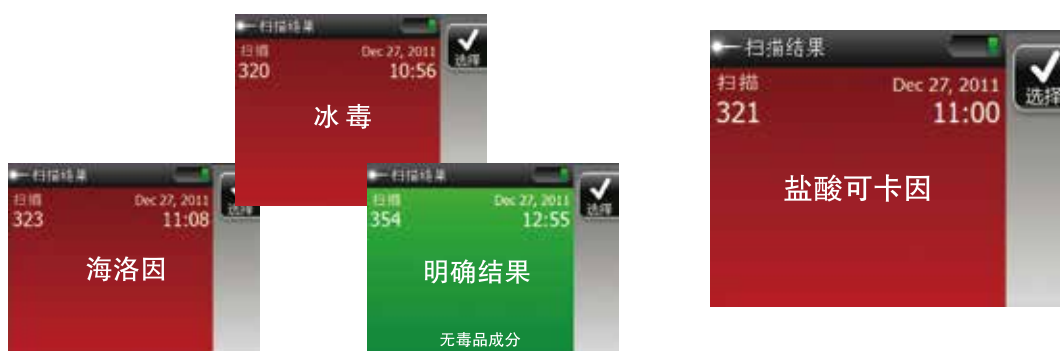 扫描结果
扫描 Dec 27, 2011
320 10:56
选择
冰毒
扫描结果
扫描 Dec 27, 2011
323 11:08
选择
海洛因
扫描结果
扫描 Dec 27, 2011
354 12:55
选择
明确结果
无毒品成分
扫描结果
扫描 Dec 27, 2011
321 11:00
选择
盐酸可卡因